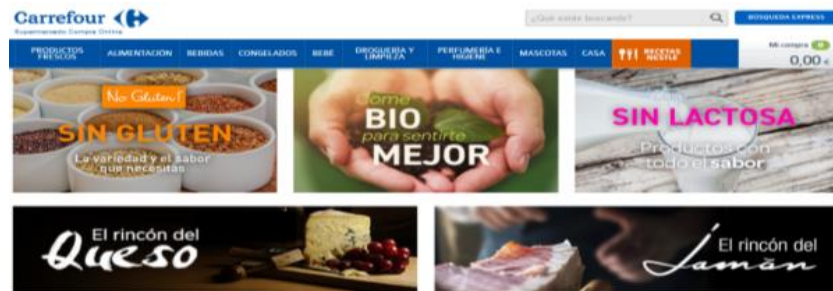 Carrefour
Supermercado Compra Online
¿Qué estás buscando?
BÚSQUEDA EXPRESS
PRODUCTOS
FRESCOS
ALIMENTACIÓN
BEBIDAS
CONGELADOS
BEBÉ
DROGUERÍA Y
LIMPIEZA
PERFUMERÍA E
HIGIENE
MASCOTAS
CASA
RECETAS
NESTLÉ
Mi compra 0
0,00 €
No Gluten!
SIN GLUTEN
La variedad y el sabor
que necesitas
Come
BIO
para sentirte
MEJOR
SIN LACTOSA
Productos con
todo el sabor
El rincón del
Queso
El rincón del
Jamón